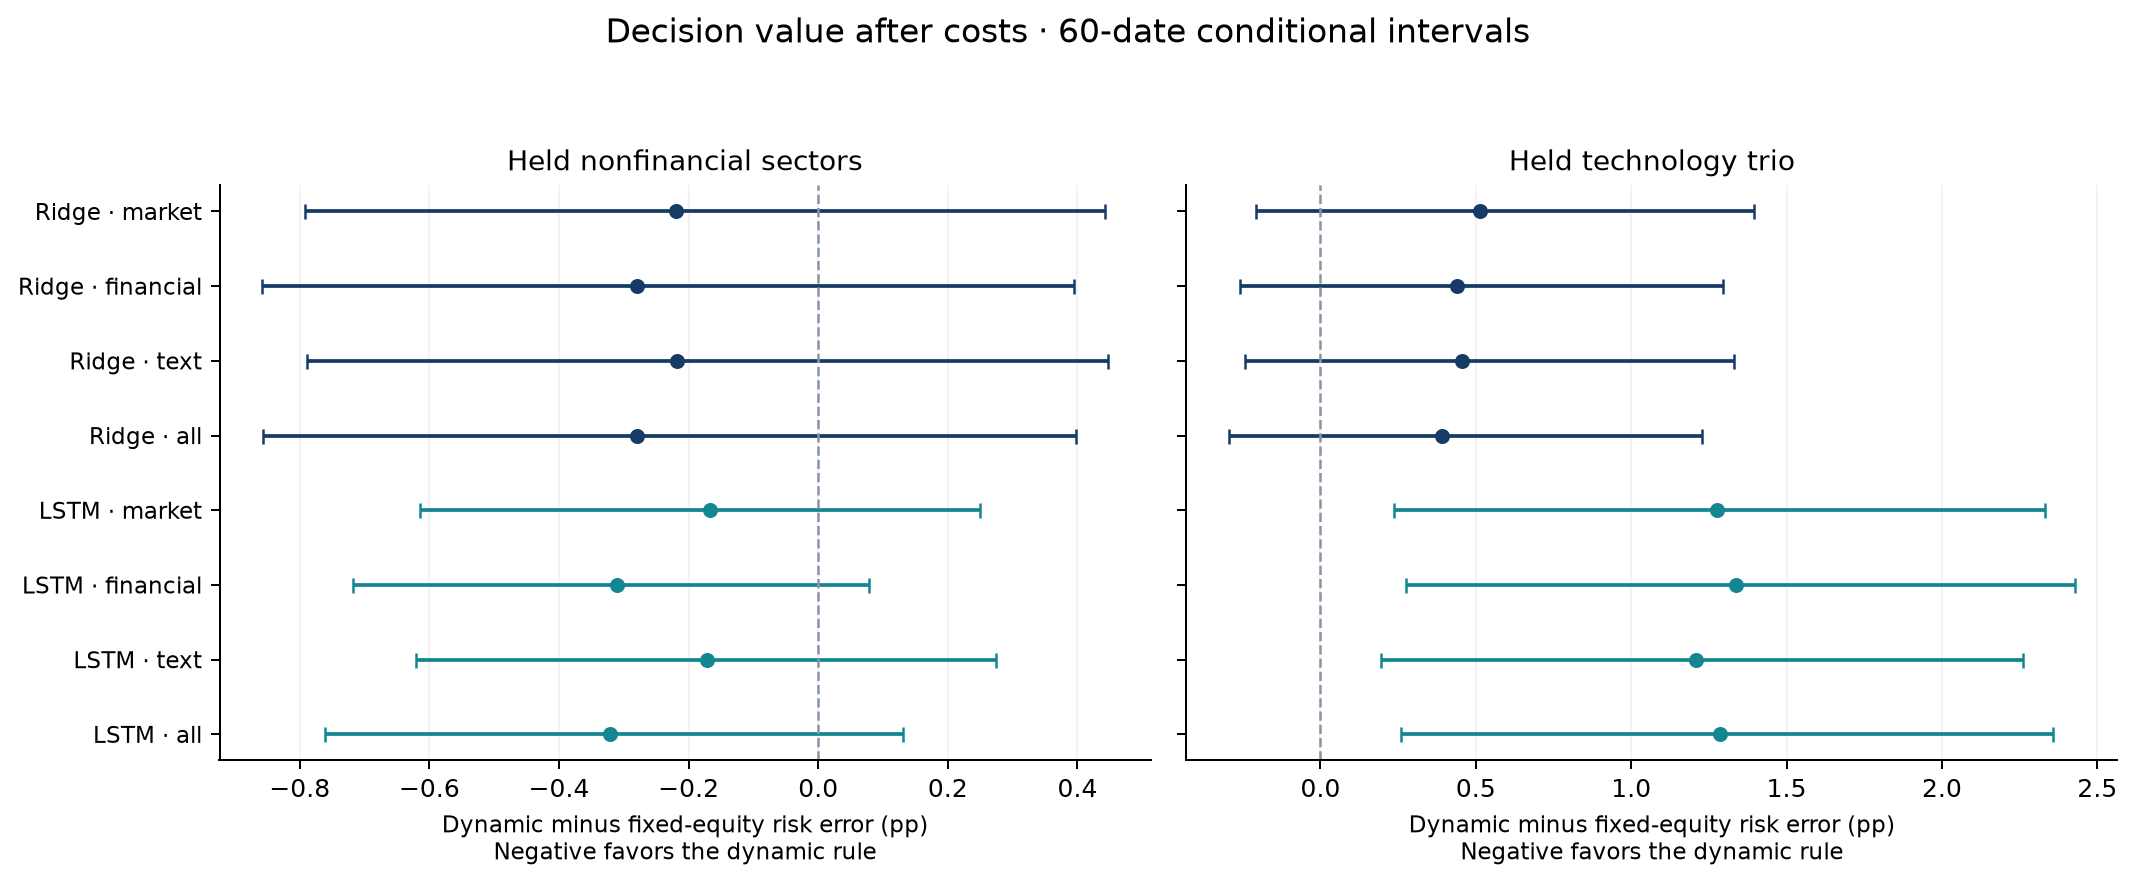 Decision value after costs · 60-date conditional intervals
Held nonfinancial sectors
Ridge · market
Ridge · financial
Ridge · text
Ridge · all
LSTM · market
LSTM · financial
LSTM · text
LSTM · all
−0.8 −0.6 −0.4 −0.2 0.0 0.2 0.4
Dynamic minus fixed-equity risk error (pp)
Negative favors the dynamic rule
Held technology trio
0.0 0.5 1.0 1.5 2.0 2.5
Dynamic minus fixed-equity risk error (pp)
Negative favors the dynamic rule